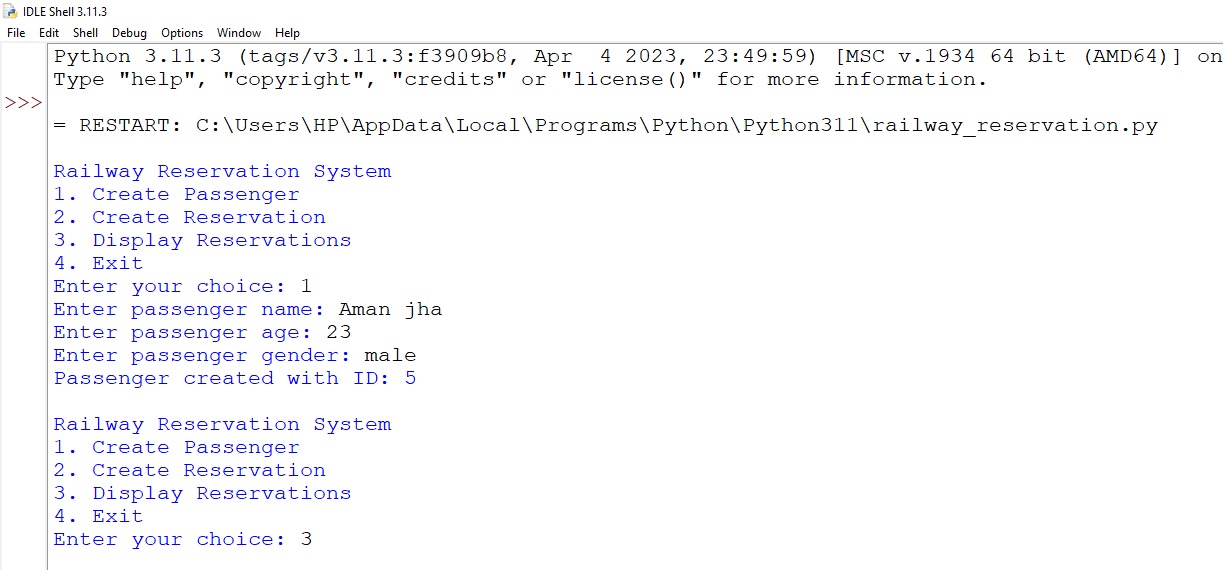 IDLE Shell 3.11.3
File Edit Shell Debug Options Window Help
Python 3.11.3 (tags/v3.11.3:f3909b8, Apr  4 2023, 23:49:59) [MSC v.1934 64 bit (AMD64)] on
Type "help", "copyright", "credits" or "license()" for more information.
>>>
= RESTART: C:\Users\HP\AppData\Local\Programs\Python\Python311\railway_reservation.py
Railway Reservation System
1. Create Passenger
2. Create Reservation
3. Display Reservations
4. Exit
Enter your choice: 1
Enter passenger name: Aman jha
Enter passenger age: 23
Enter passenger gender: male
Passenger created with ID: 5
Railway Reservation System
1. Create Passenger
2. Create Reservation
3. Display Reservations
4. Exit
Enter your choice: 3